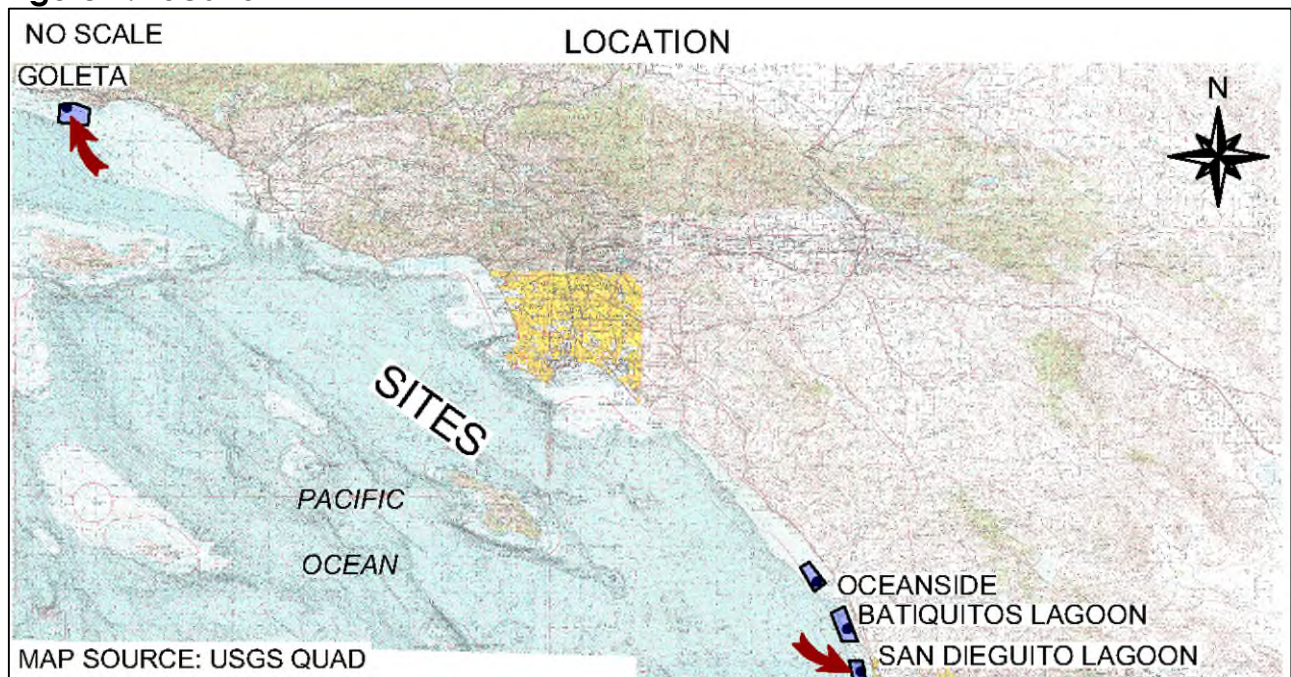 NO SCALE
LOCATION
GOLETA
N
SITES
PACIFIC
OCEAN
OCEANSIDE
BATIQUITOS LAGOON
SAN DIEGUITO LAGOON
MAP SOURCE: USGS QUAD